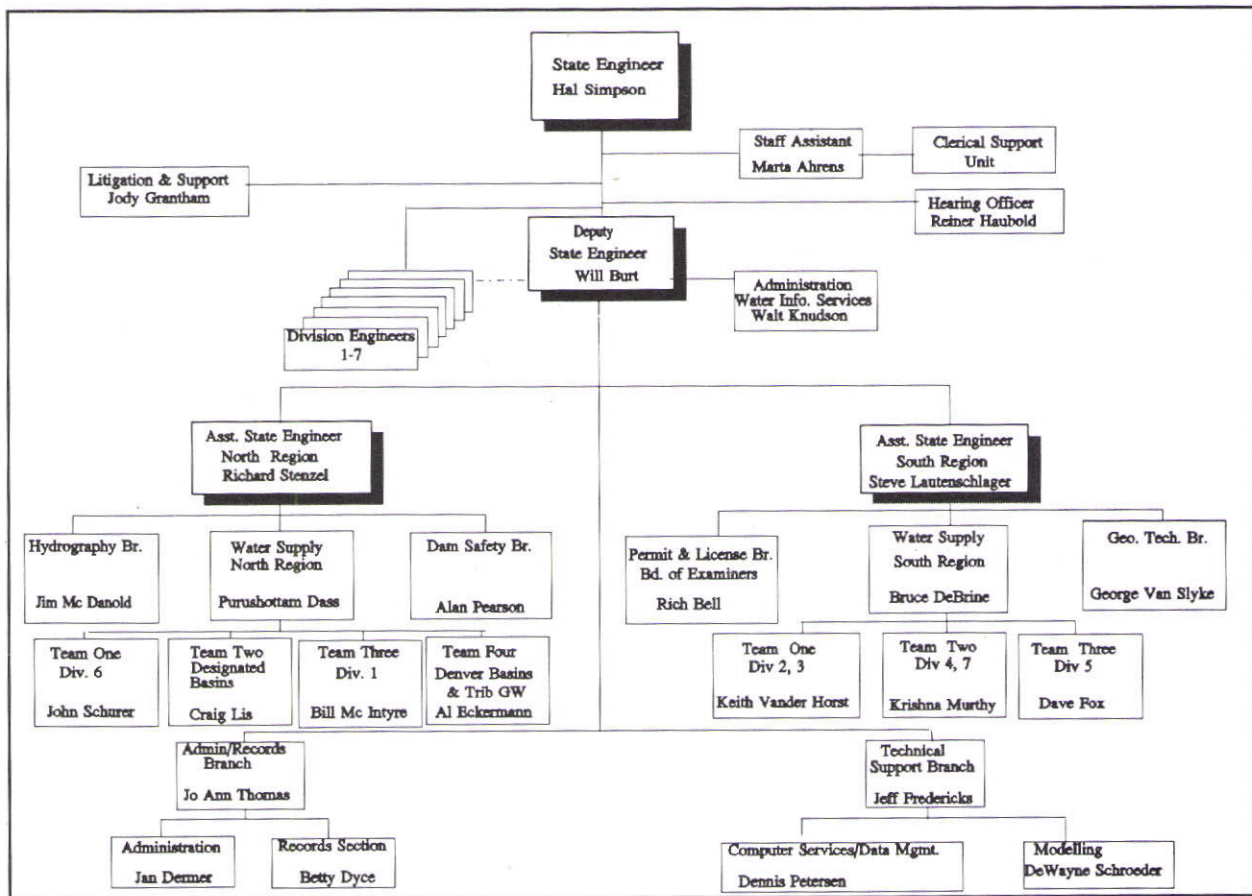 State Engineer
Hal Simpson
Staff Assistant
Marta Ahrens
Clerical Support
Unit
Litigation & Support
Jody Grantham
Hearing Officer
Reiner Haubold
Deputy
State Engineer
Will Burt
Administration
Water Info. Services
Walt Knudson
Division Engineers
1-7
Asst. State Engineer
North Region
Richard Stenzel
Asst. State Engineer
South Region
Steve Lautenschlager
Hydrography Br.
Jim Mc Danold
Water Supply
North Region
Purushottam Dass
Dam Safety Br.
Alan Pearson
Permit & License Br.
Bd. of Examiners
Rich Bell
Water Supply
South Region
Bruce DeBrine
Geo. Tech. Br.
George Van Slyke
Team One
Div. 6
John Schurer
Team Two
Designated
Basins
Craig Lis
Team Three
Div. 1
Bill Mc Intyre
Team Four
Denver Basins
& Trib GW
Al Eckermann
Team One
Div 2, 3
Keith Vander Horst
Team Two
Div 4, 7
Krishna Murthy
Team Three
Div 5
Dave Fox
Admin/Records
Branch
Jo Ann Thomas
Technical
Support Branch
Jeff Fredericks
Administration
Jan Dermer
Records Section
Betty Dyce
Computer Services/Data Mgmt.
Dennis Petersen
Modelling
DeWayne Schroeder